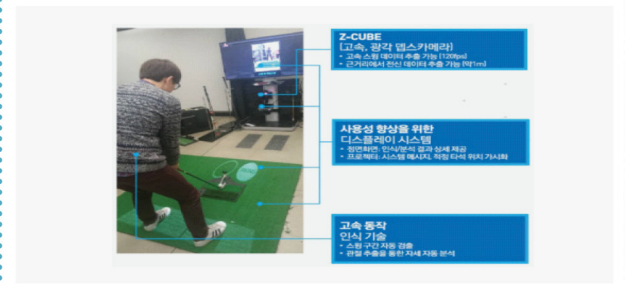 Z-CUBE
[고속, 광각 뎁스카메라]
• 고속 스윙 데이터 추출 가능 [120fps]
• 근거리에서 전신 데이터 추출 가능 [약1m]
사용성 향상을 위한
디스플레이 시스템
• 정면화면: 인식/분석 결과 상세 제공
• 프로젝터: 시스템 메시지, 적정 타석 위치 가시화
고속 동작
인식 기술
• 스윙 구간 자동 검출
• 관절 추출을 통한 자세 자동 분석